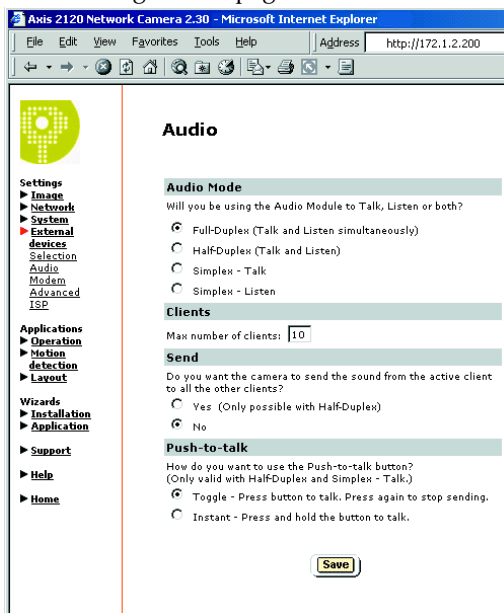 Axis 2120 Network Camera 2.30 - Microsoft Internet Explorer
File Edit View Favorites Tools Help Address http://172.1.2.200
Audio
Settings
Image
Network
System
External
devices
Selection
Audio
Modem
Advanced
ISP
Applications
Operation
Motion
detection
Layout
Wizards
Installation
Application
Support
Help
Home
Audio Mode
Will you be using the Audio Module to Talk, Listen or both?
Full-Duplex (Talk and Listen simultaneously)
Half-Duplex (Talk and Listen)
Simplex - Talk
Simplex - Listen
Clients
Max number of clients: 10
Send
Do you want the camera to send the sound from the active client
to all the other clients?
Yes (Only possible with Half-Duplex)
No
Push-to-talk
How do you want to use the Push-to-talk button?
(Only valid with Half-Duplex and Simplex - Talk.)
Toggle - Press button to talk. Press again to stop sending.
Instant - Press and hold the button to talk.
Save